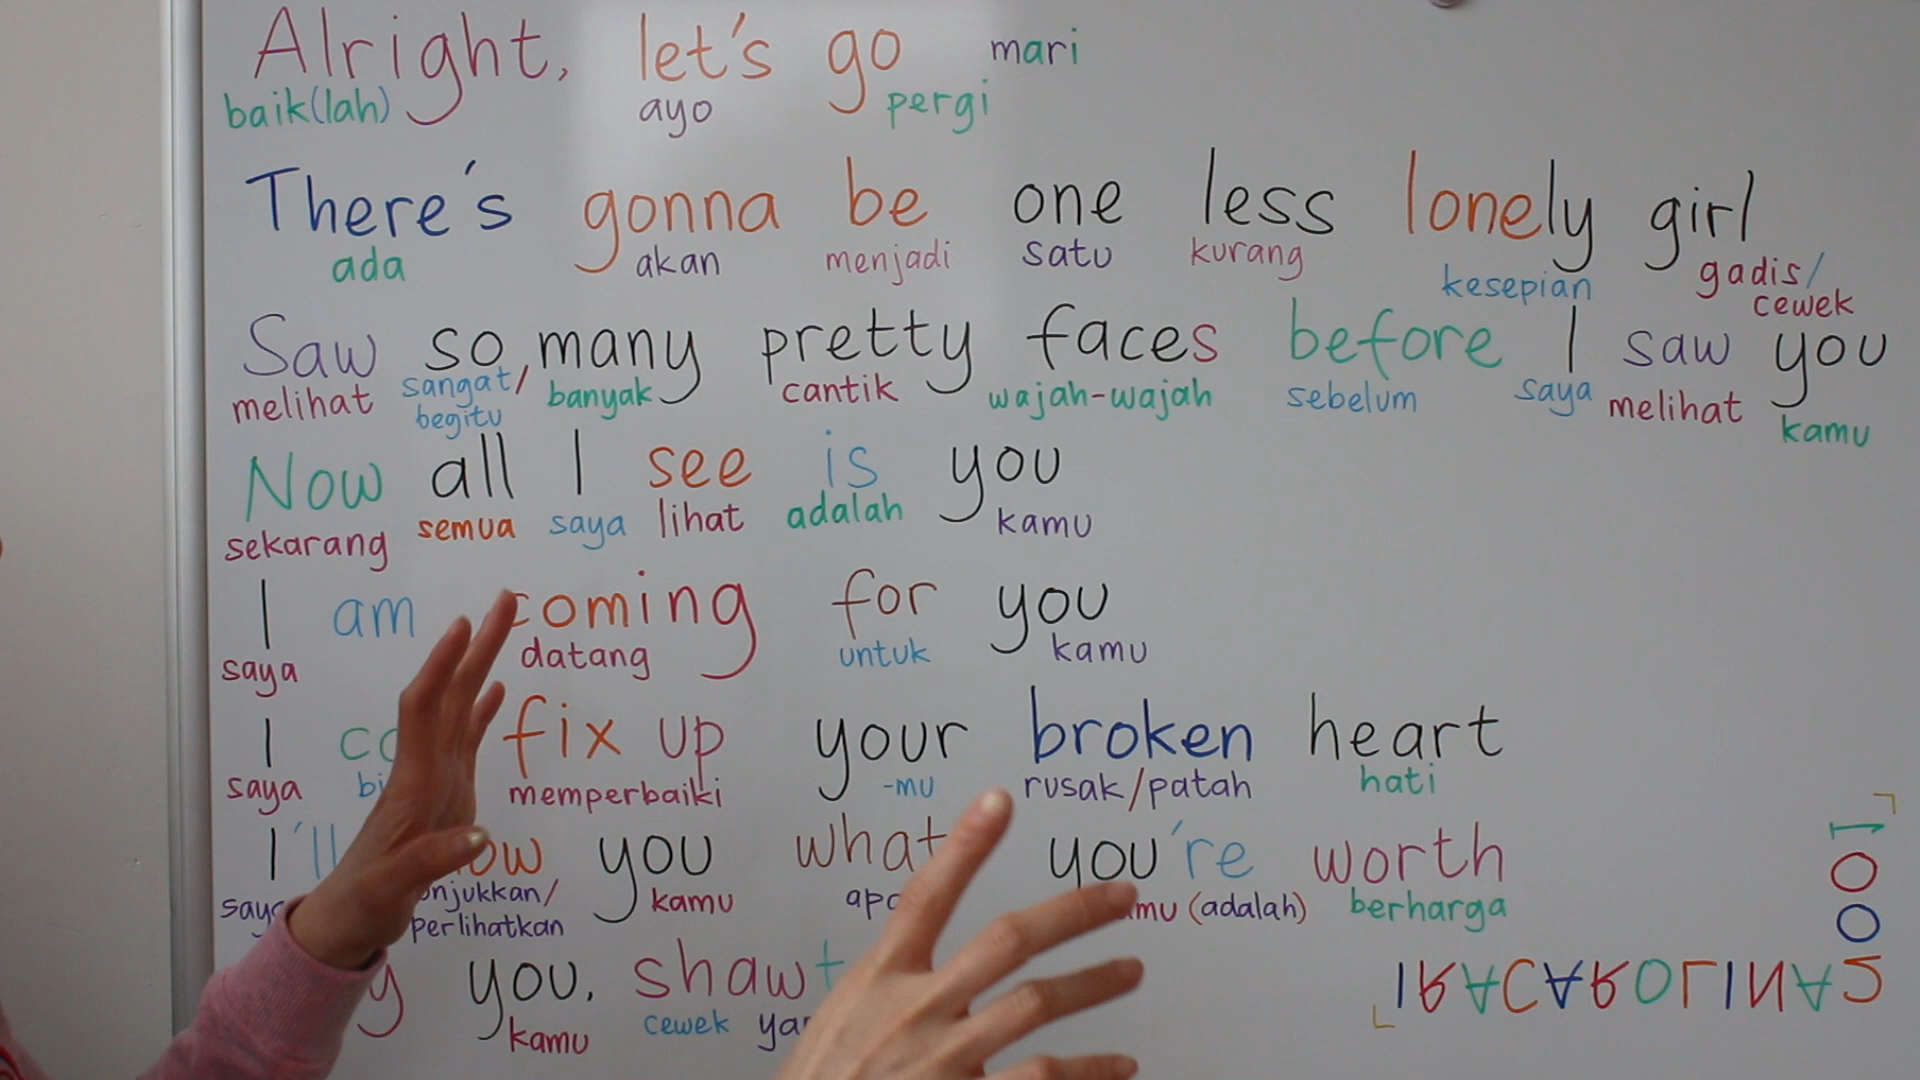 Alright, let's go mari
baik(lah) ayo pergi
There's gonna be one less lonely girl
ada akan menjadi satu kurang kesepian gadis/
cewek
Saw so many pretty faces before I saw you
melihat sangat/ banyak cantik wajah-wajah sebelum saya melihat kamu
begitu
Now all I see is you
sekarang semua saya lihat adalah kamu
I am coming for you
saya datang untuk kamu
I fix up your broken heart
saya memperbaiki -mu rusak/patah hati
I'll you what you're worth
kamu (adalah) berharga
perlihatkan
you,
kamu cewek
IRACAROLINAS
1005